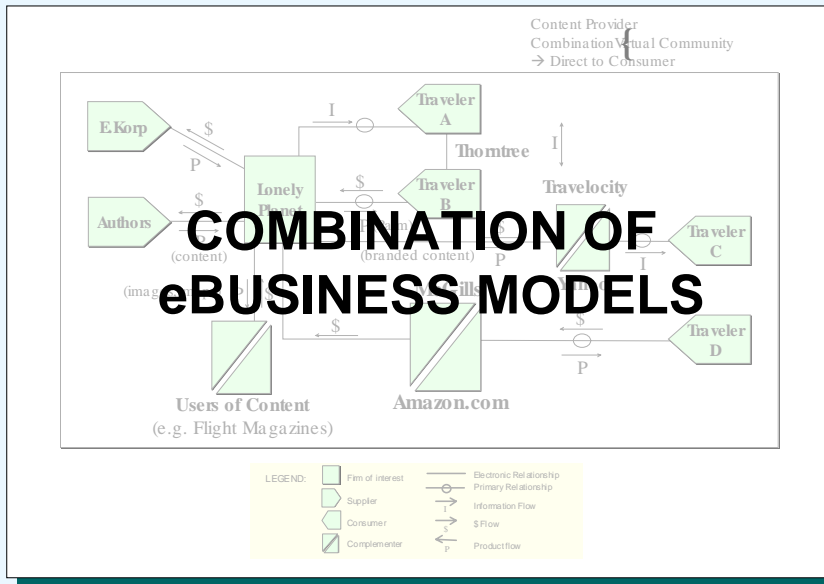 Content Provider
Combination Virtual Community
→ Direct to Consumer
E.Korp
$
P
I
Traveler
A
Thorntree
I
Lonely
Planet
$
Traveler
B
Travelocity
Authors
$
P
(content)
$
P
(branded content)
I
Traveler
C
COMBINATION OF
eBUSINESS MODELS
P
$
$
$
P
Traveler
D
Users of Content
(e.g. Flight Magazines)
Amazon.com
LEGEND:
Firm of interest
Supplier
Consumer
Complementer
Electronic Relationship
Primary Relationship
I
Information Flow
$
$ Flow
P
Product flow